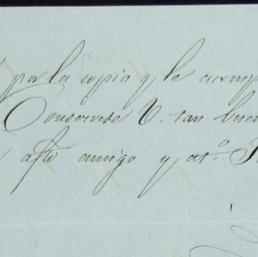 por la copia q. le acomp
Conserve V. tan buen
afto amigo y ato. S